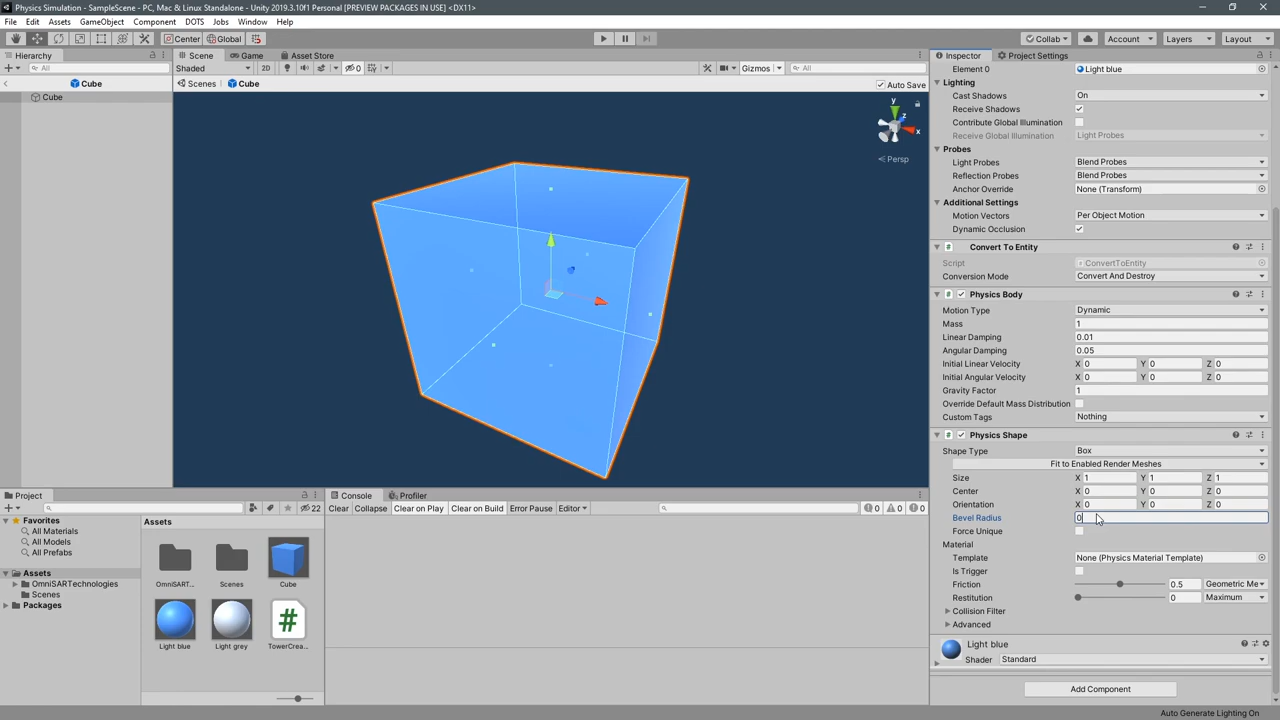 Physics Simulation - SampleScene - PC, Mac & Linux Standalone - Unity 2019.3.10f1 Personal [PREVIEW PACKAGES IN USE] <DX11>
File Edit Assets GameObject Component DOTS Jobs Window Help
Center Global Collab Account Layers Layout
Hierarchy Scene Game Asset Store Inspector Project Settings
All Shaded 2D 0 Gizmos All Element 0 Light blue
Cube Scenes Cube Auto Save Lighting
Cube Cast Shadows On
Receive Shadows
Contribute Global Illumination
Receive Global Illumination Light Probes
y
z
x
Persp
Probes
Light Probes Blend Probes
Reflection Probes Blend Probes
Anchor Override None (Transform)
Additional Settings
Motion Vectors Per Object Motion
Dynamic Occlusion
# Convert To Entity
Script ConvertToEntity
Conversion Mode Convert And Destroy
# Physics Body
Motion Type Dynamic
Mass 1
Linear Damping 0.01
Angular Damping 0.05
Initial Linear Velocity X 0 Y 0 Z 0
Initial Angular Velocity X 0 Y 0 Z 0
Gravity Factor 1
Override Default Mass Distribution
Custom Tags Nothing
# Physics Shape
Shape Type Box
Fit to Enabled Render Meshes
Size X 1 Y 1 Z 1
Center X 0 Y 0 Z 0
Orientation X 0 Y 0 Z 0
Bevel Radius 0
Force Unique
Material
Template None (Physics Material Template)
Is Trigger
Friction 0.5 Geometric Me
Restitution 0 Maximum
Collision Filter
Advanced
Light blue
Shader Standard
Add Component
Project
22
Favorites
All Materials
All Models
All Prefabs
Assets
OmniSARTechnologies
Scenes
Packages
Assets
OmniSART... Scenes Cube
#
Light blue Light grey TowerCrea...
Console Profiler
Clear Collapse Clear on Play Clear on Build Error Pause Editor 0 0 0
Auto Generate Lighting On